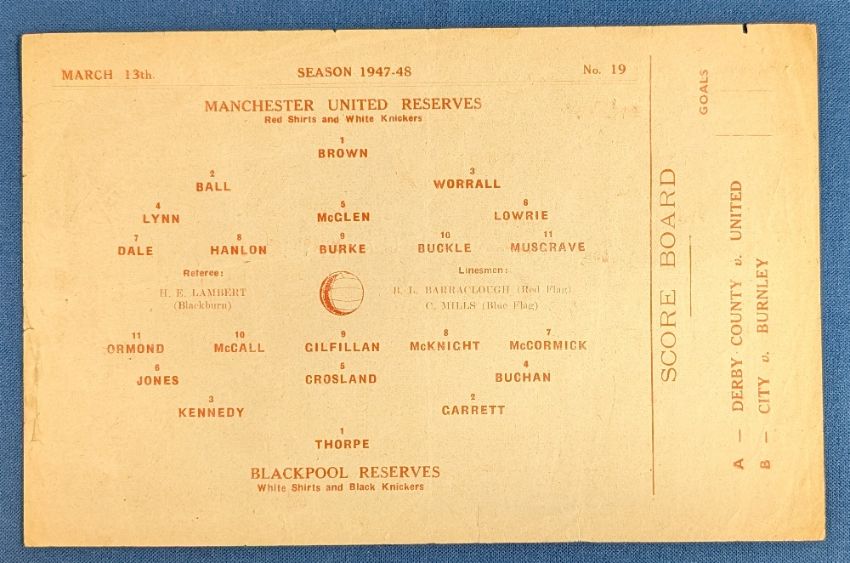 MARCH 13th. SEASON 1947-48 No. 19
MANCHESTER UNITED RESERVES
Red Shirts and White Knickers
1
BROWN
2 3
BALL WORRALL
4 5 6
LYNN McGLEN LOWRIE
7 8 9 10 11
DALE HANLON BURKE BUCKLE MUSGRAVE
Referee: Linesmen:
H. E. LAMBERT R. L. BARRACLOUGH (Red Flag)
(Blackburn) C. MILLS (Blue Flag)
11 10 9 8 7
ORMOND McCALL GILFILLAN McKNIGHT McCORMICK
6 5 4
JONES CROSLAND BUCHAN
3 2
KENNEDY GARRETT
1
THORPE
BLACKPOOL RESERVES
White Shirts and Black Knickers
SCORE BOARD
GOALS
A — DERBY COUNTY v. UNITED
B — CITY v. BURNLEY